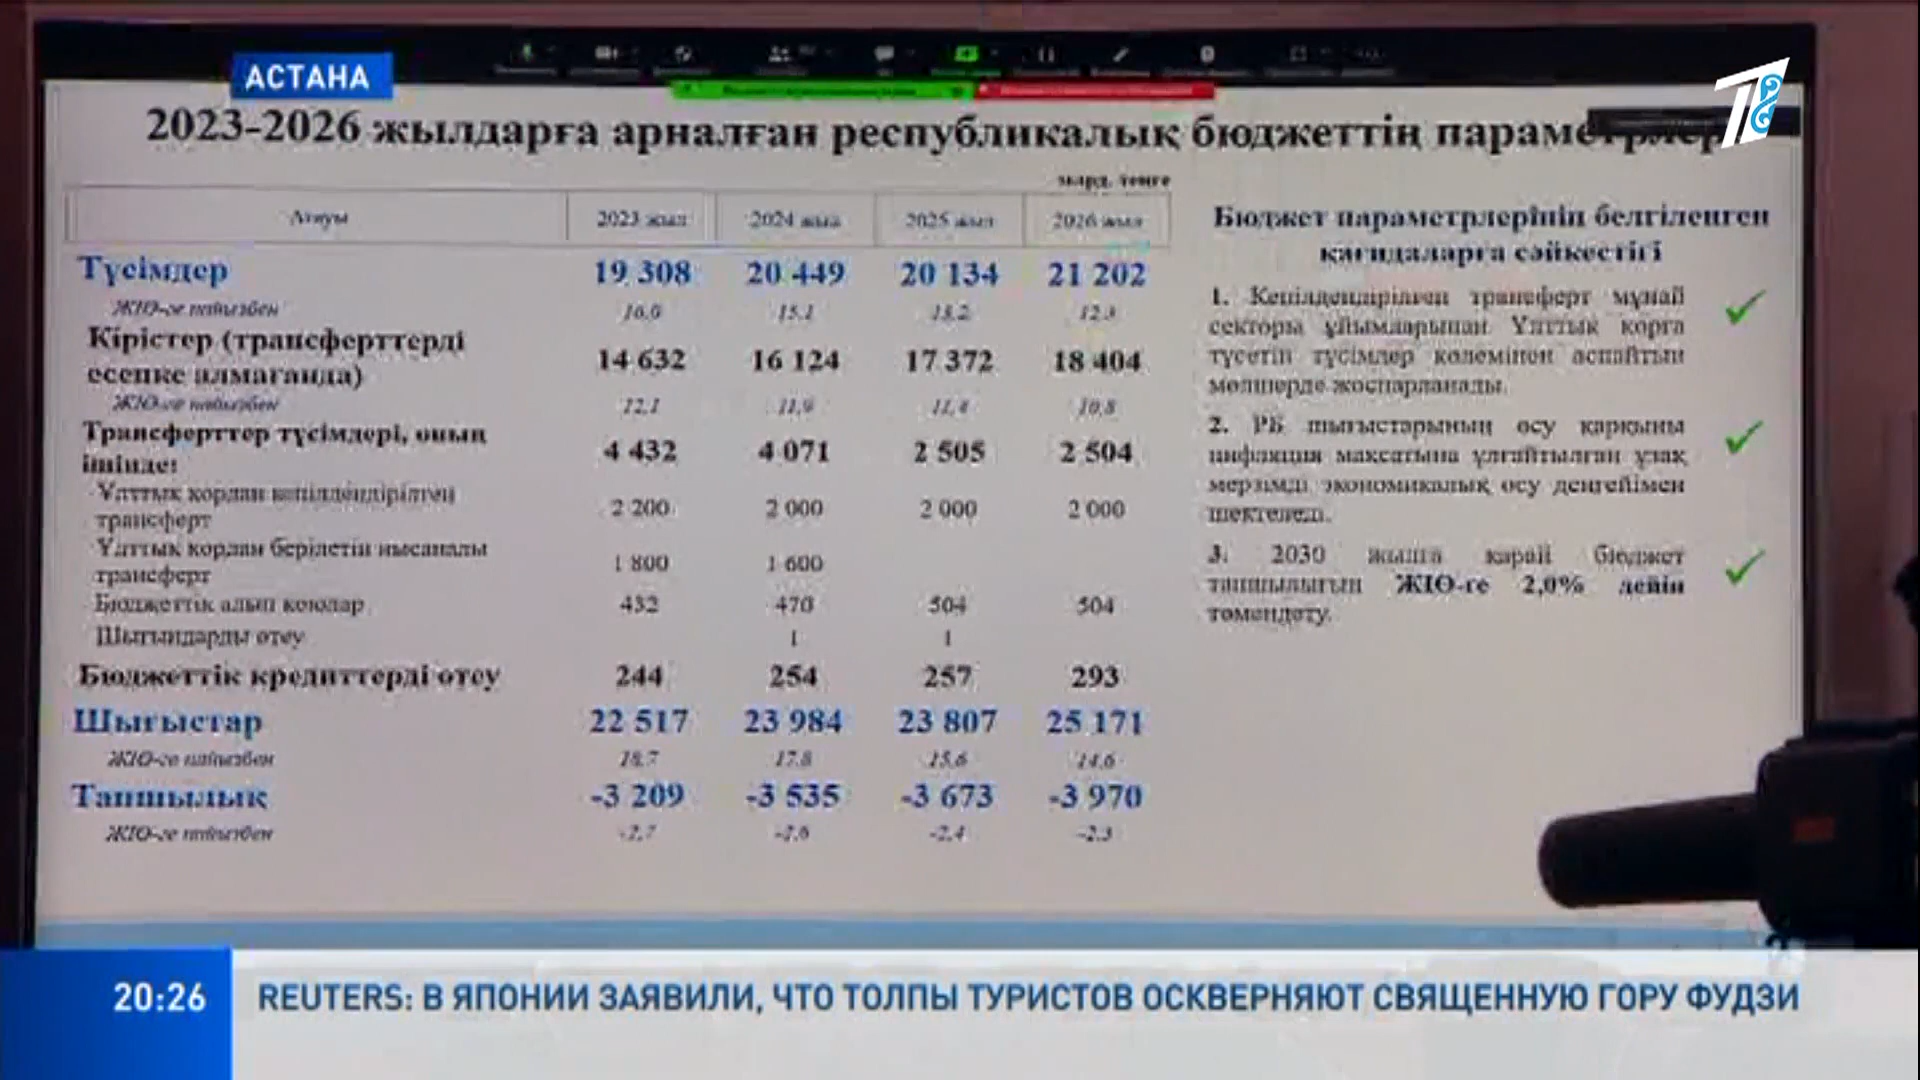 АСТАНА
2023-2026 жылдарға арналған республикалық бюджеттің параметрлер
млрд. теңге
Атауы 2023 жыл 2024 жыл 2025 жыл 2026 жыл
Түсімдер 19 308 20 449 20 134 21 202
ЖІӨ-ге пайызбен 16,0 15,1 13,2 12,3
Кірістер (трансферттерді
есепке алмағанда) 14 632 16 124 17 372 18 404
ЖІӨ-ге пайызбен 12,1 11,9 11,4 10,8
Трансферттер түсімдері, оның
ішінде: 4 432 4 071 2 505 2 504
Ұлттық қордан кепілдендірілген
трансферт 2 200 2 000 2 000 2 000
Ұлттық қордан берілетін нысаналы
трансферт 1 800 1 600
Бюджеттік алып қоюлар 432 470 504 504
Шығындарды өтеу 1 1
Бюджеттік кредиттерді өтеу 244 254 257 293
Шығыстар 22 517 23 984 23 807 25 171
ЖІӨ-ге пайызбен 18,7 17,8 15,6 14,6
Тапшылық -3 209 -3 535 -3 673 -3 970
ЖІӨ-ге пайызбен -2,7 -2,6 -2,4 -2,3
Бюджет параметрлерінің белгіленген
қағидаларға сәйкестігі
1. Кепілдендірілген трансферт мұнай
секторы ұйымдарынан Ұлттық қорға
түсетін түсімдер көлемінен аспайтын
мөлшерде жоспарланады.
2. РБ шығыстарының өсу қарқыны
инфляция мақсатына ұлғайтылған ұзақ
мерзімді экономикалық өсу деңгейімен
шектеледі.
3. 2030 жылға қарай бюджет
тапшылығын ЖІӨ-ге 2,0% дейін
төмендету.
20:26
REUTERS: В ЯПОНИИ ЗАЯВИЛИ, ЧТО ТОЛПЫ ТУРИСТОВ ОСКВЕРНЯЮТ СВЯЩЕННУЮ ГОРУ ФУДЗИ